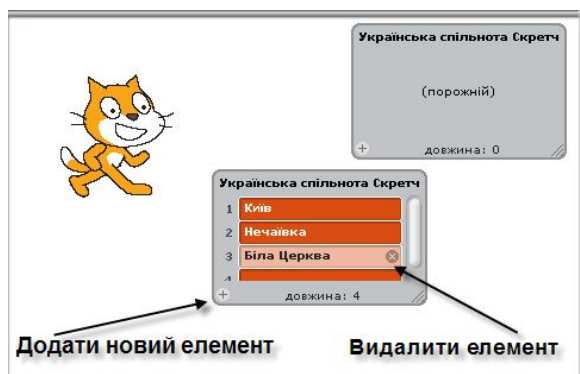 Українська спільнота Скретч
(порожній)
+ довжина: 0
Українська спільнота Скретч
1 Київ
2 Нечаївка
3 Біла Церква
4
+ довжина: 4
Додати новий елемент
Видалити елемент